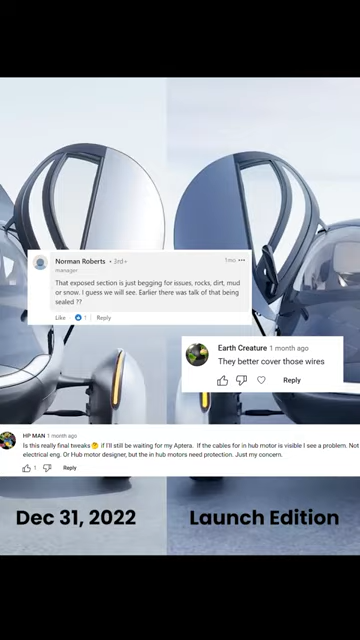 Norman Roberts • 3rd+
1mo •••
manager
That exposed section is just begging for issues, rocks, dirt, mud
or snow. I guess we will see. Earlier there was talk of that being
sealed ??
Like 1 Reply
Earth Creature 1 month ago
They better cover those wires
Reply
HP MAN 1 month ago
Is this really final tweaks🤔 if I'll still be waiting for my Aptera. If the cables for in hub motor is visible I see a problem. Not
electrical eng. Or Hub motor designer, but the in hub motors need protection. Just my concern.
1 Reply
Dec 31, 2022
Launch Edition